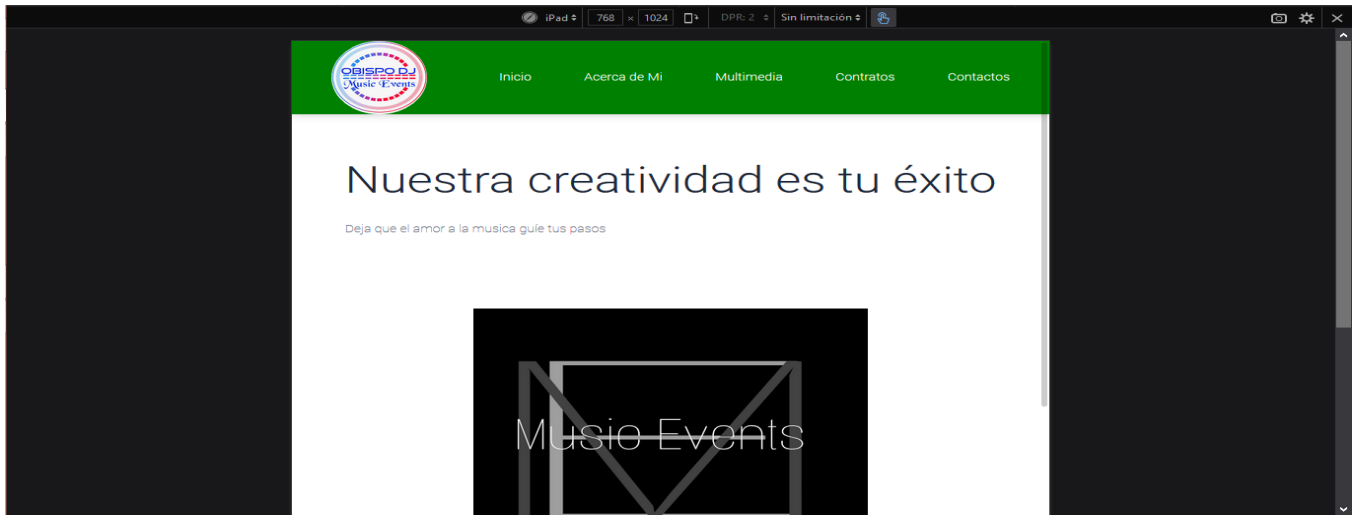 iPad 768 × 1024 DPR: 2 Sin limitación
OBISPO DJ
Music Events
Inicio Acerca de Mi Multimedia Contratos Contactos
Nuestra creatividad es tu éxito
Deja que el amor a la musica guíe tus pasos
Music Events